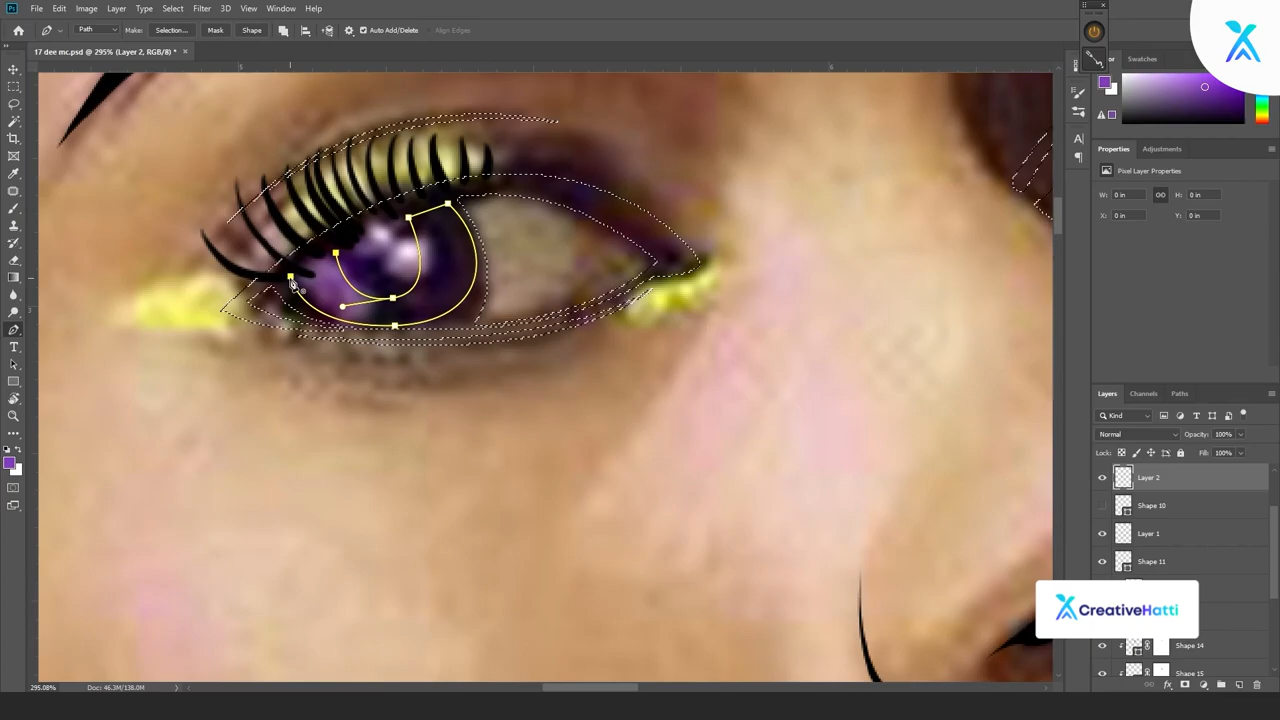 Ps File Edit Image Layer Type Select Filter 3D View Window Help
Path Make: Selection... Mask Shape Auto Add/Delete Align Edges
17 dee mc.psd @ 295% (Layer 2, RGB/8) *
Swatches
Properties Adjustments
Pixel Layer Properties
W: 0 in H: 0 in
X: 0 in Y: 0 in
Layers Channels Paths
Kind
Normal Opacity: 100%
Lock: Fill: 100%
Layer 2
Shape 10
Layer 1
Shape 11
CreativeHatti
Shape 14
Shape 15
295.08% Doc: 46.3M/138.0M